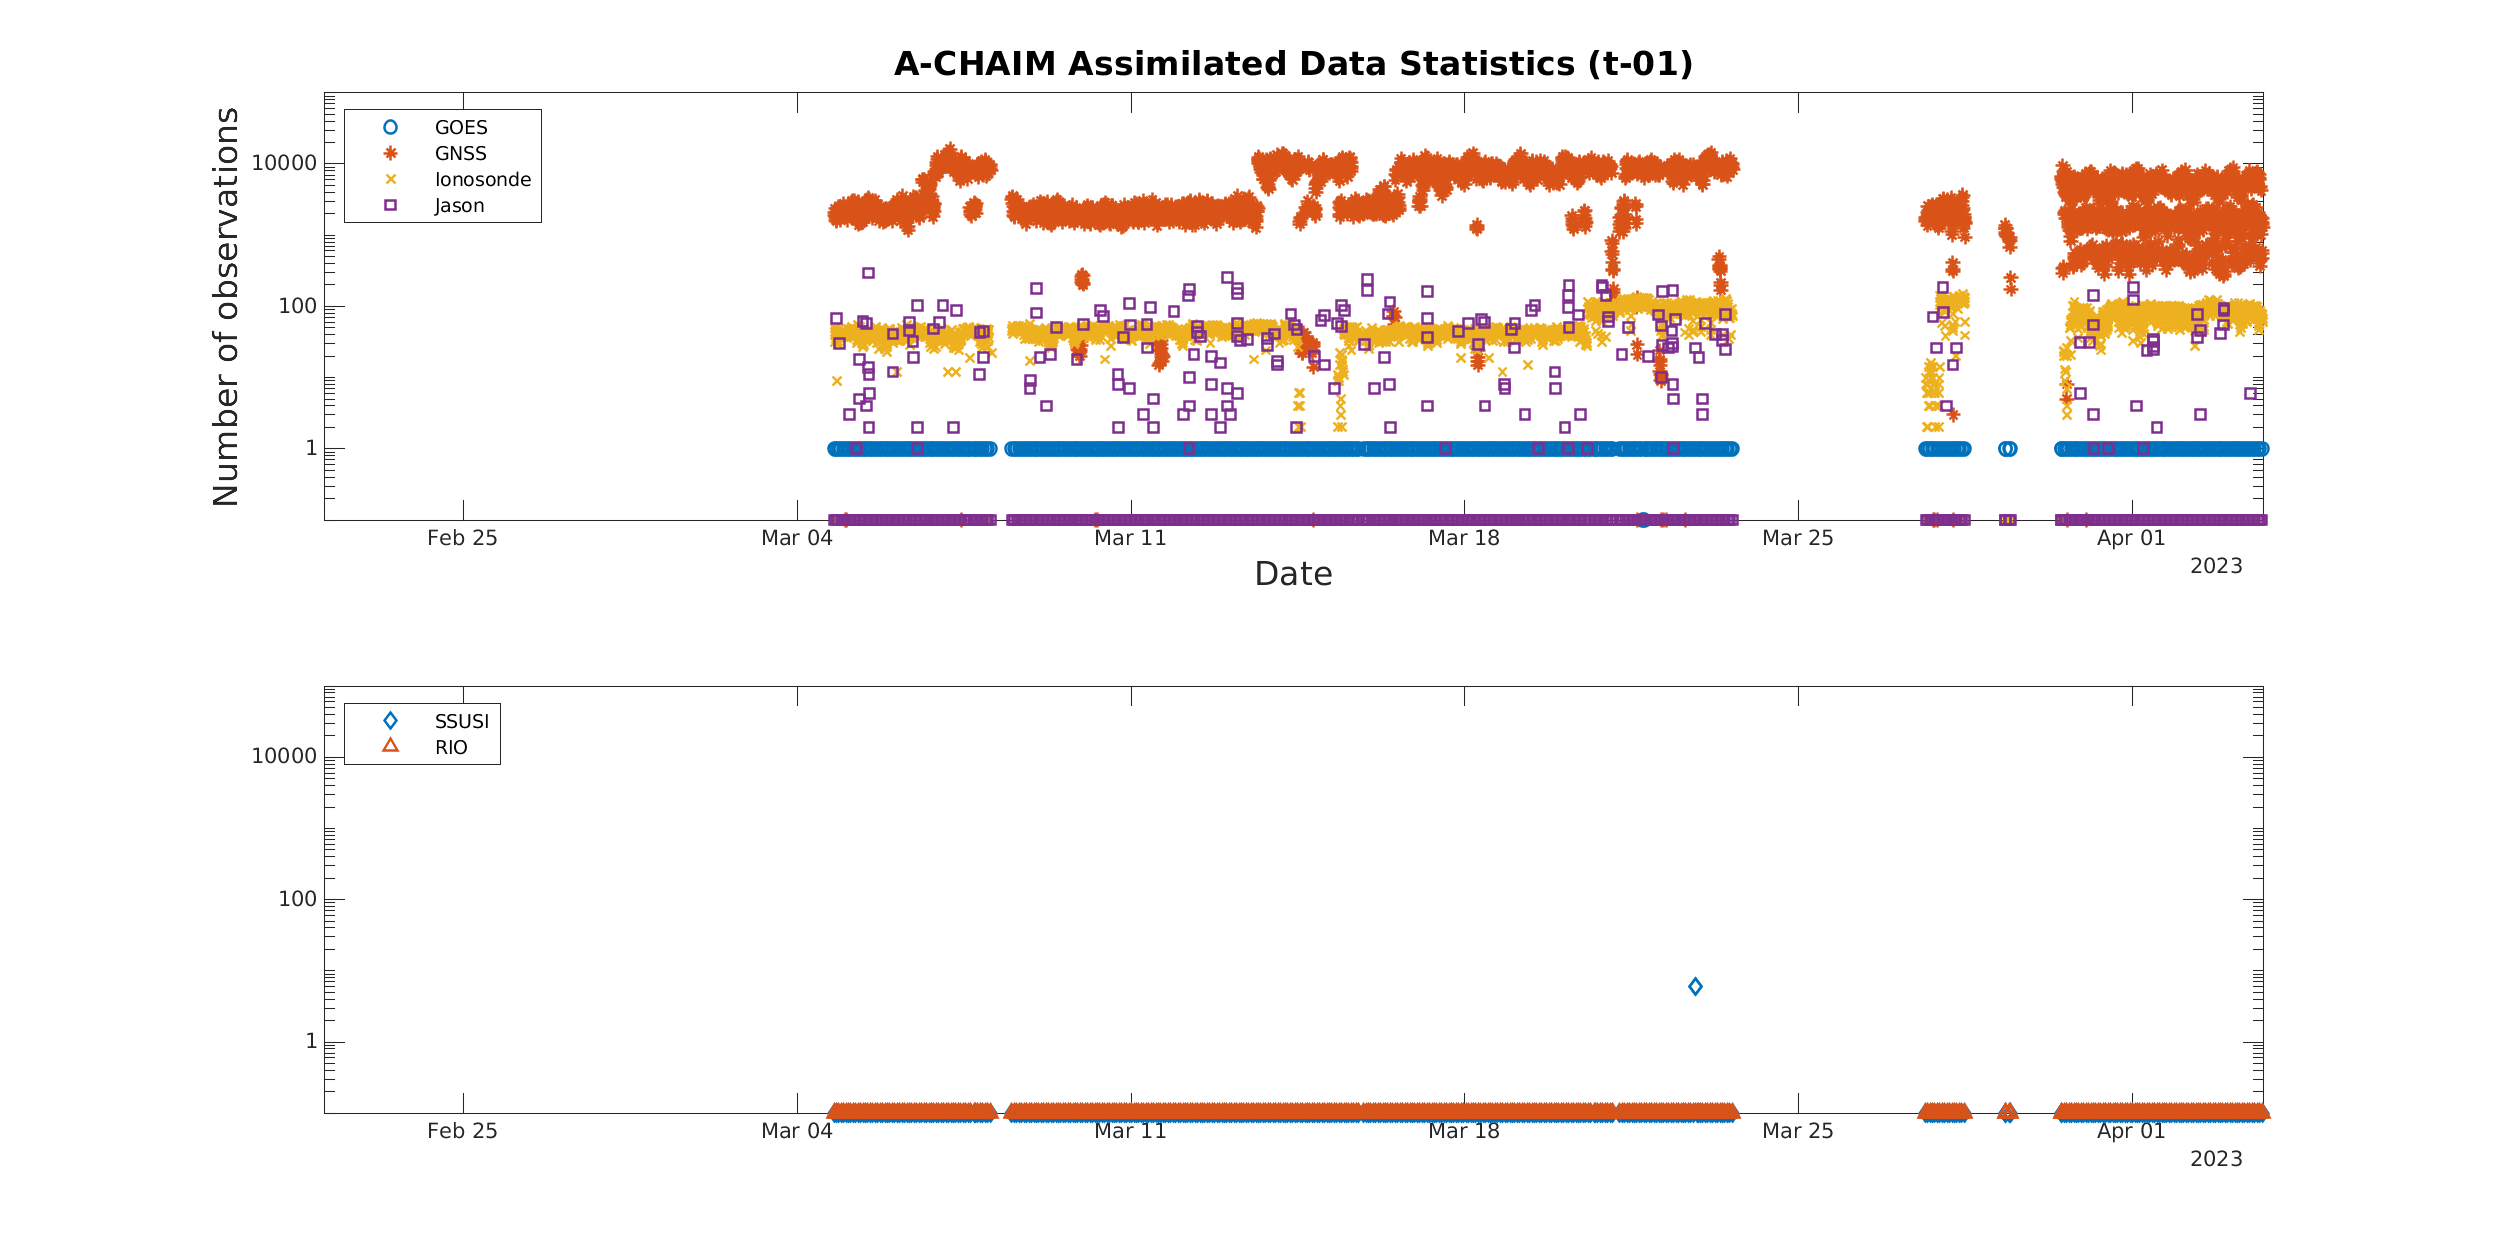 A-CHAIM Assimilated Data Statistics (t-01)
Number of observations
10000
100
1
GOES
GNSS
Ionosonde
Jason
Feb 25
Mar 04
Mar 11
Mar 18
Mar 25
Apr 01
2023
Date
10000
100
1
SSUSI
RIO
Feb 25
Mar 04
Mar 11
Mar 18
Mar 25
Apr 01
2023